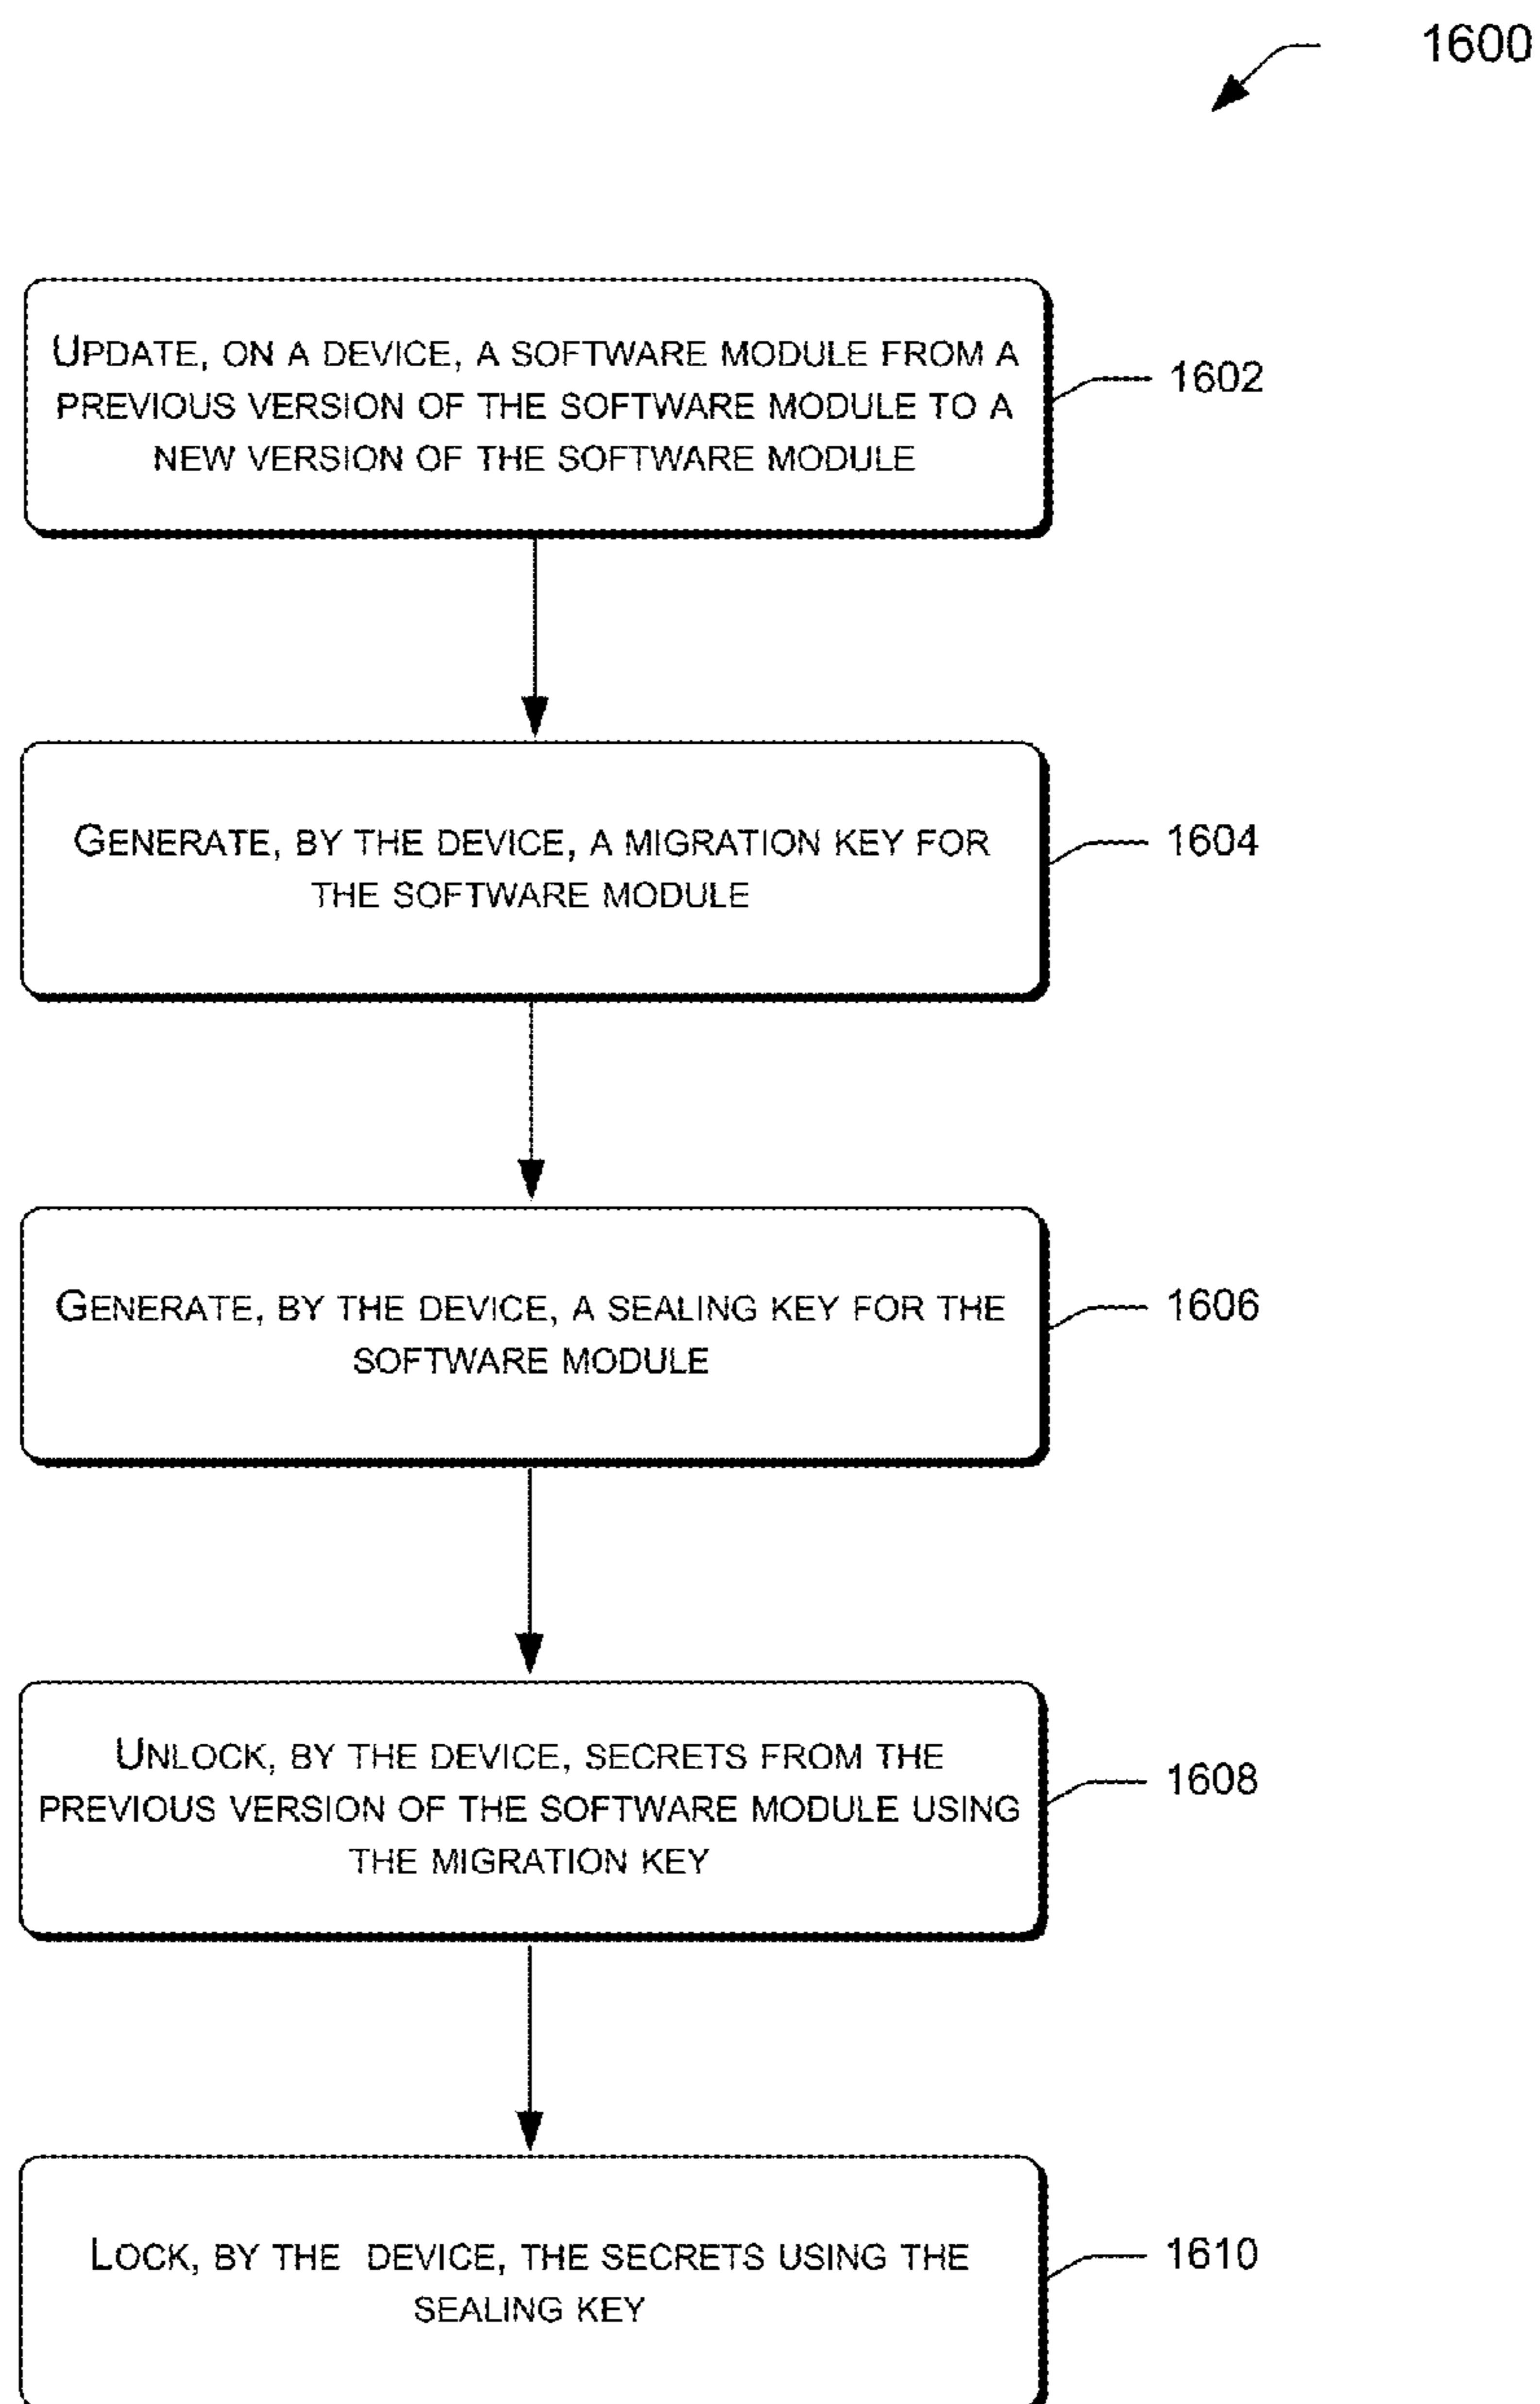 1600
UPDATE, ON A DEVICE, A SOFTWARE MODULE FROM A
PREVIOUS VERSION OF THE SOFTWARE MODULE TO A
NEW VERSION OF THE SOFTWARE MODULE
1602
GENERATE, BY THE DEVICE, A MIGRATION KEY FOR
THE SOFTWARE MODULE
1604
GENERATE, BY THE DEVICE, A SEALING KEY FOR THE
SOFTWARE MODULE
1606
UNLOCK, BY THE DEVICE, SECRETS FROM THE
PREVIOUS VERSION OF THE SOFTWARE MODULE USING
THE MIGRATION KEY
1608
LOCK, BY THE DEVICE, THE SECRETS USING THE
SEALING KEY
1610